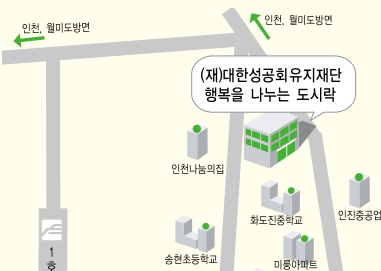 인천, 월미도방면
인천, 월미도방면
(재)대한성공회유지재단
행복을 나누는 도시락
인천나눔의집
화도진중학교
인진중공업
송현초등학교
미륭아파트
1
호